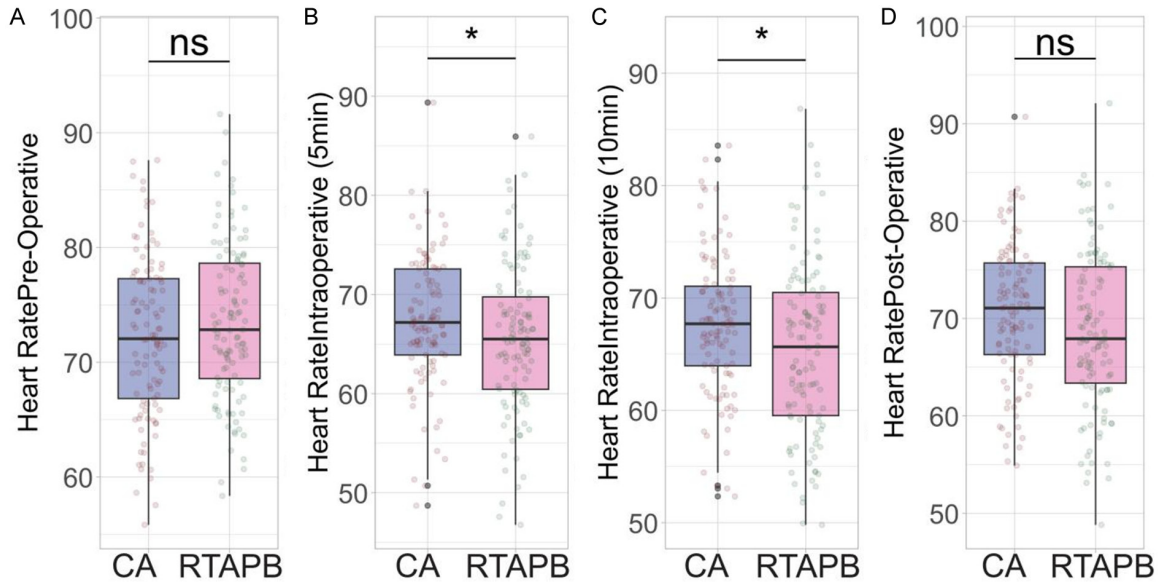 A
Heart RatePre-Operative
100
90
80
70
60
ns
CA RTAPB
B
Heart RateIntraoperative (5min)
90
80
70
60
50
*
CA RTAPB
C
Heart RateIntraoperative (10min)
90
80
70
60
50
*
CA RTAPB
D
Heart RatePost-Operative
100
90
80
70
60
50
ns
CA RTAPB